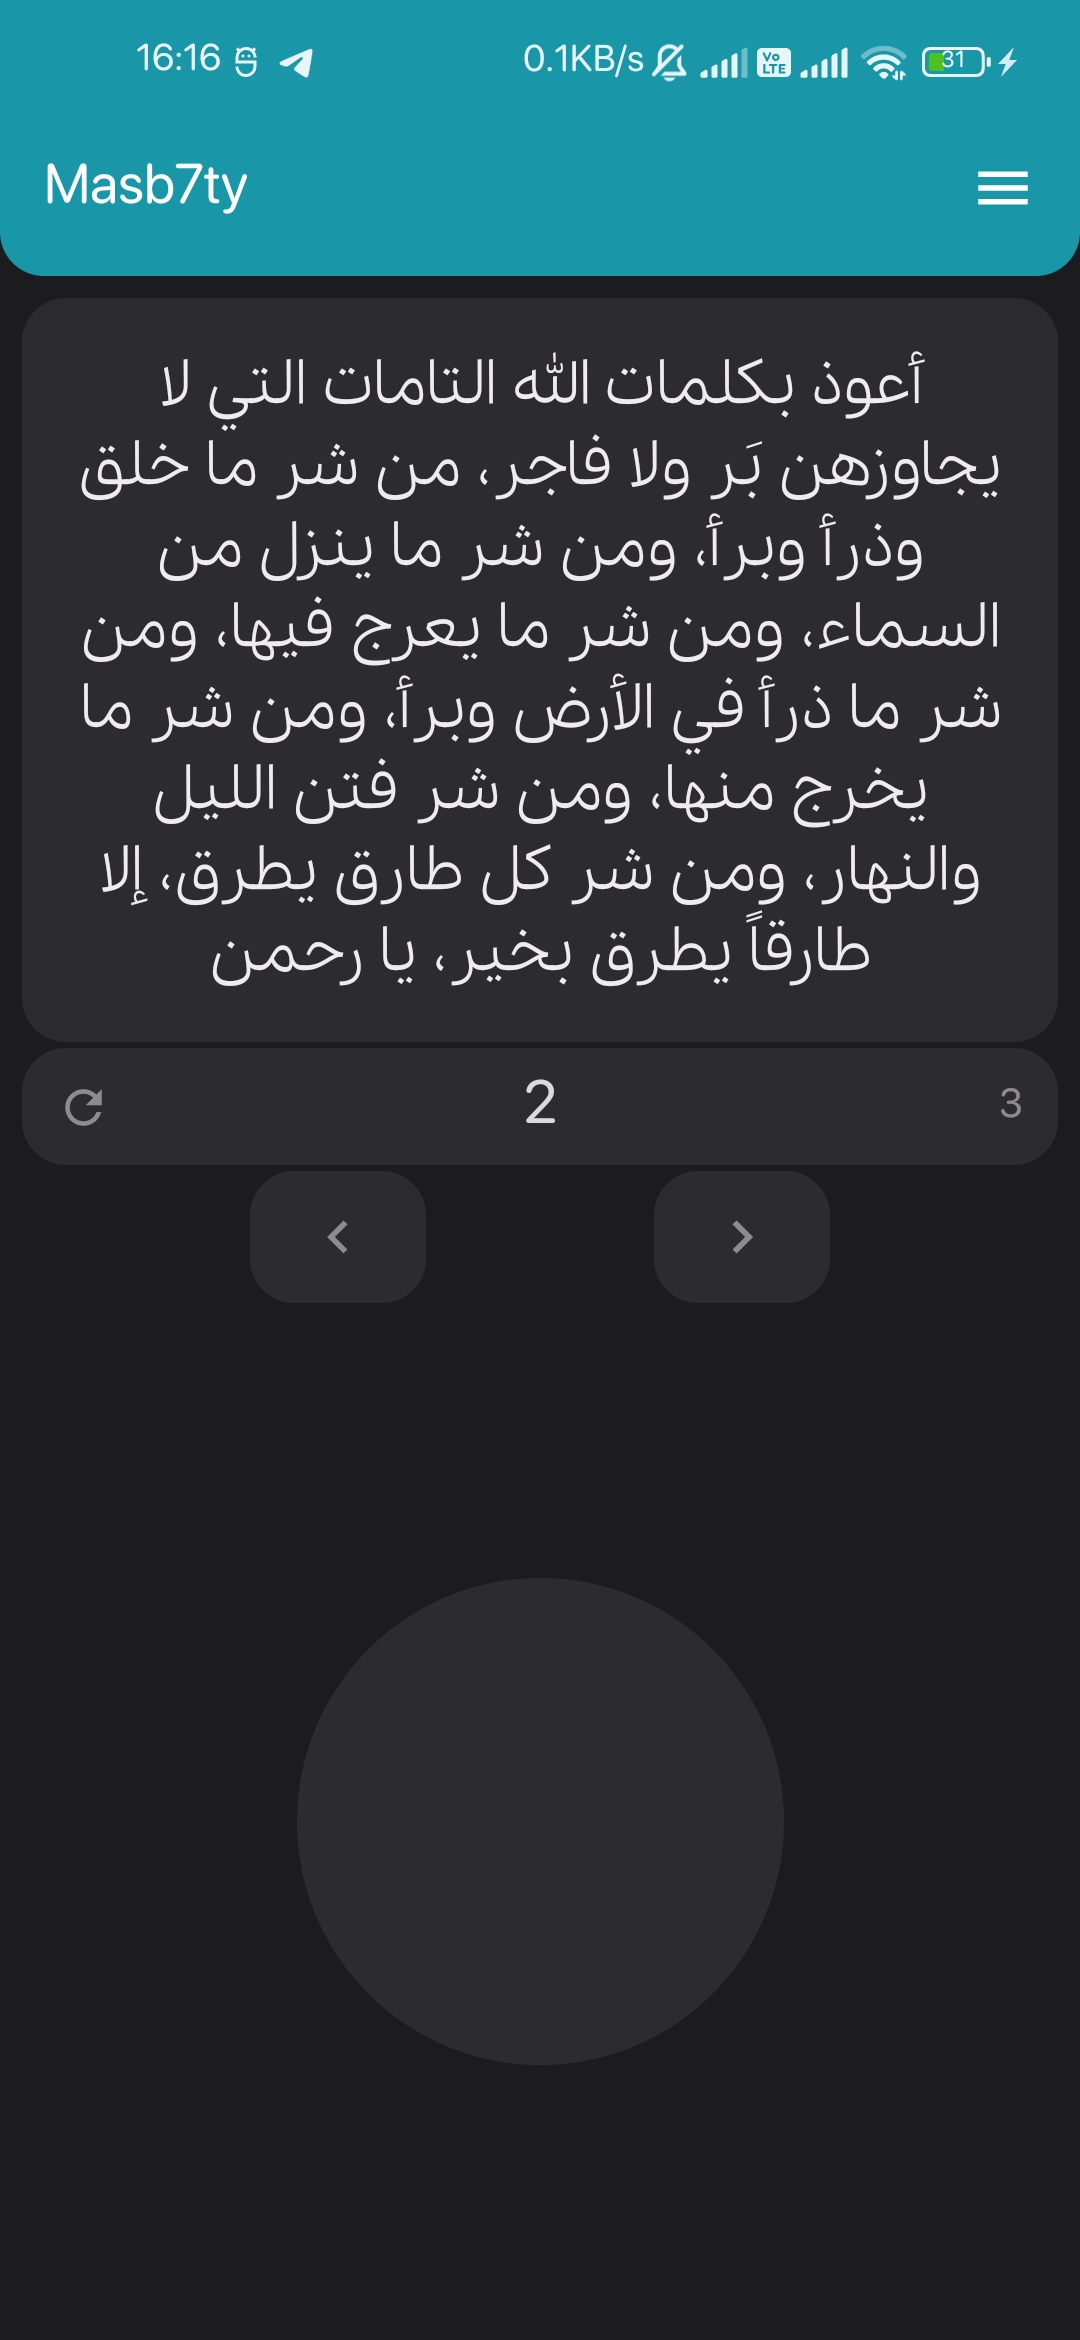 16:16
0.1KB/s
Vo LTE
31
Masb7ty
أعوذ بكلمات الله التامات التي لا
يجاوزهن بَر ولا فاجر، من شر ما خلق
وذرأ وبرأ، ومن شر ما ينزل من
السماء، ومن شر ما يعرج فيها، ومن
شر ما ذرأ في الأرض وبرأ، ومن شر ما
يخرج منها، ومن شر فتن الليل
والنهار، ومن شر كل طارق يطرق، إلا
طارقاً يطرق بخير، يا رحمن
2
3